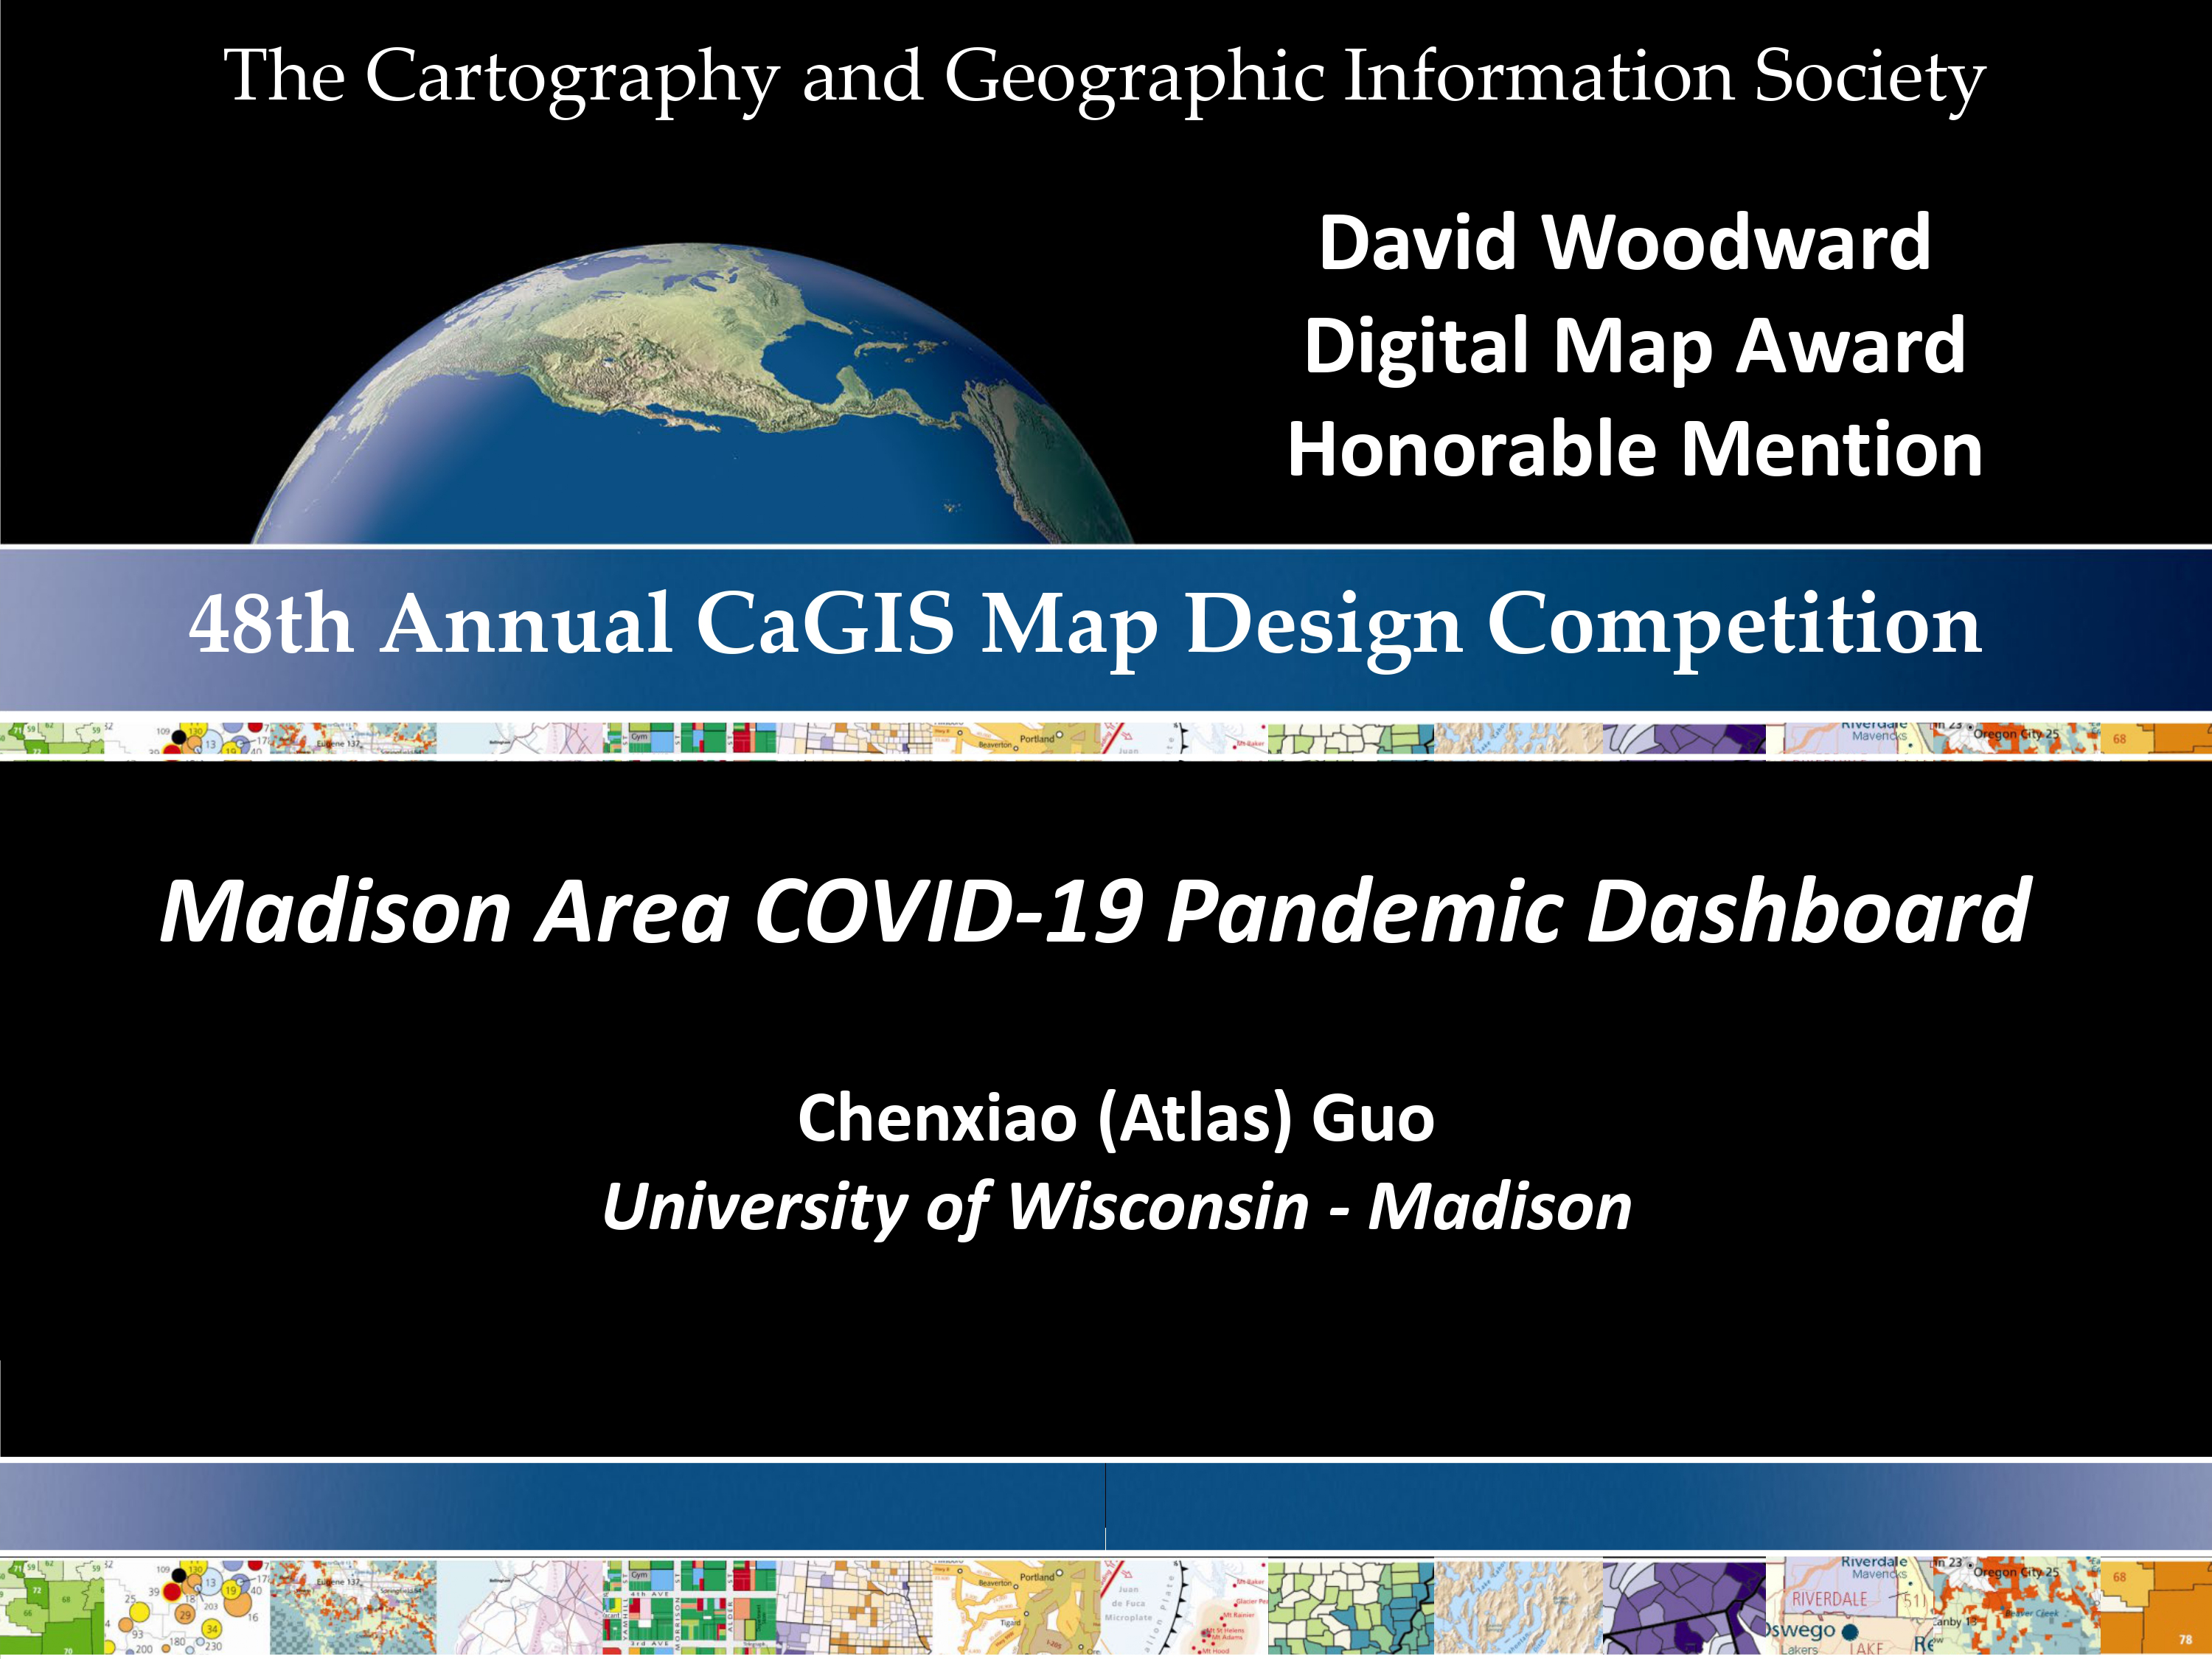 The Cartography and Geographic Information Society
David Woodward
Digital Map Award
Honorable Mention
48th Annual CaGIS Map Design Competition
Madison Area COVID-19 Pandemic Dashboard
Chenxiao (Atlas) Guo
University of Wisconsin - Madison